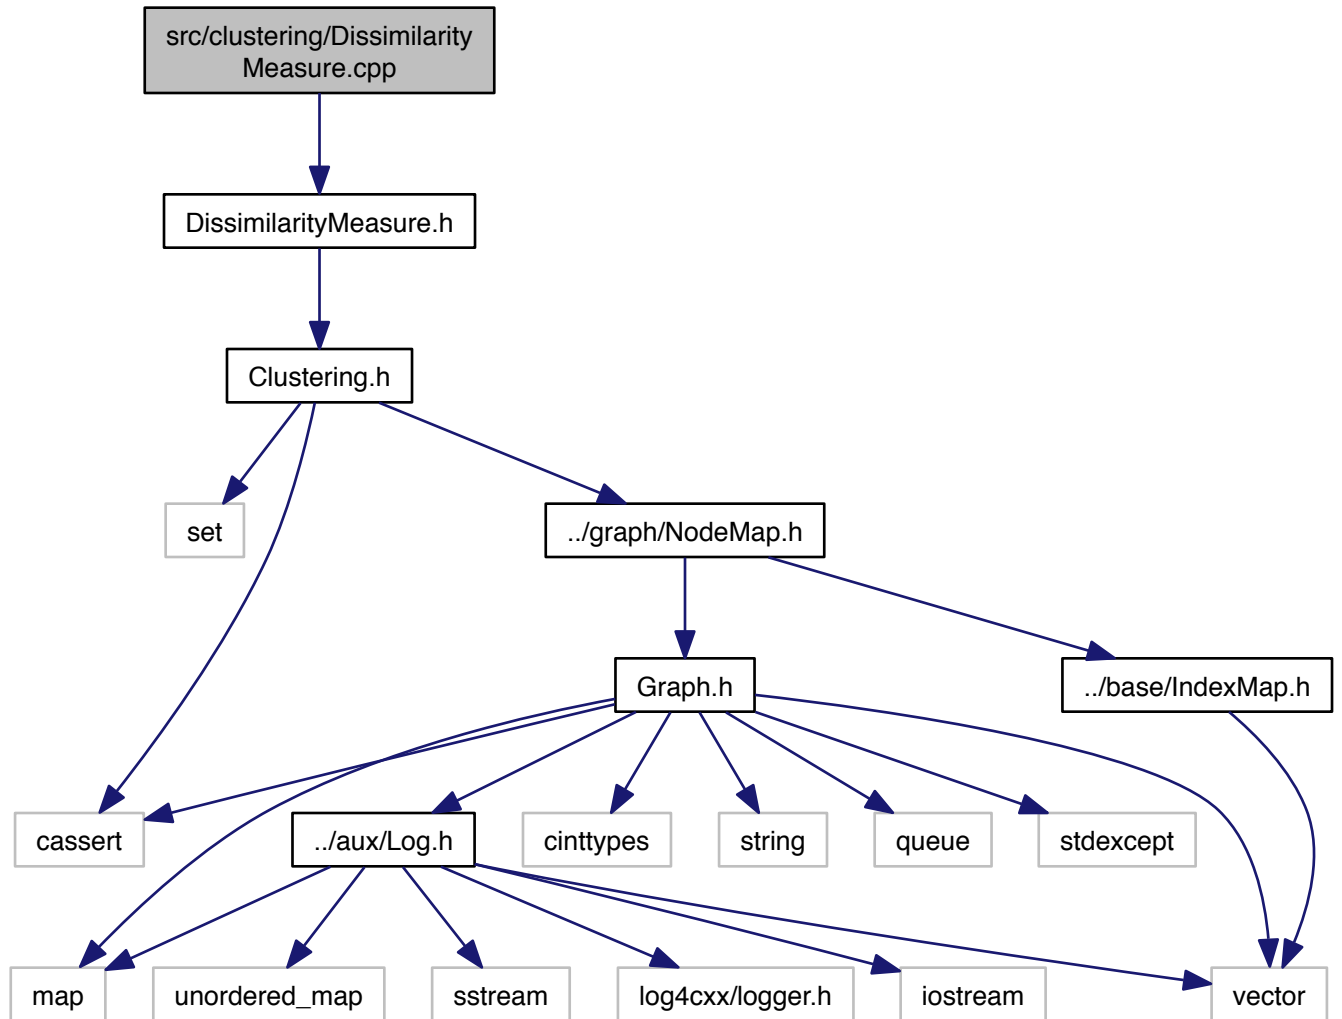 src/clustering/Dissimilarity
Measure.cpp
DissimilarityMeasure.h
Clustering.h
set
../graph/NodeMap.h
Graph.h
../base/IndexMap.h
cassert
../aux/Log.h
cinttypes
string
queue
stdexcept
map
unordered_map
sstream
log4cxx/logger.h
iostream
vector